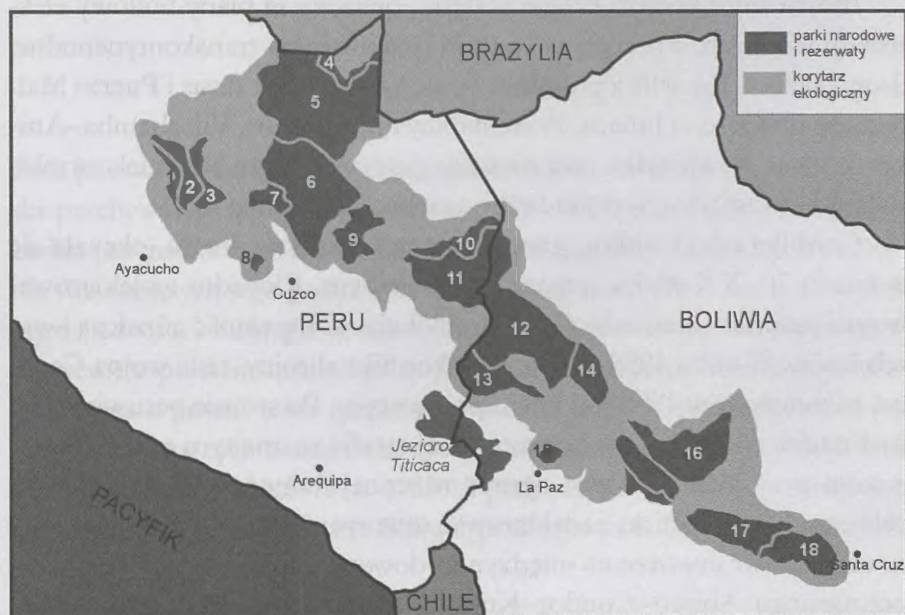 BRAZYLIA
parki narodowe
i rezerwaty
korytarz
ekologiczny
4
5
1
2
3
6
7
8
9
10
11
Ayacucho
Cuzco
PERU
12
BOLIWIA
13
14
Jezioro
Titicaca
15
16
Arequipa
La Paz
17
18
Santa Cruz
PACYFIK
CHILE